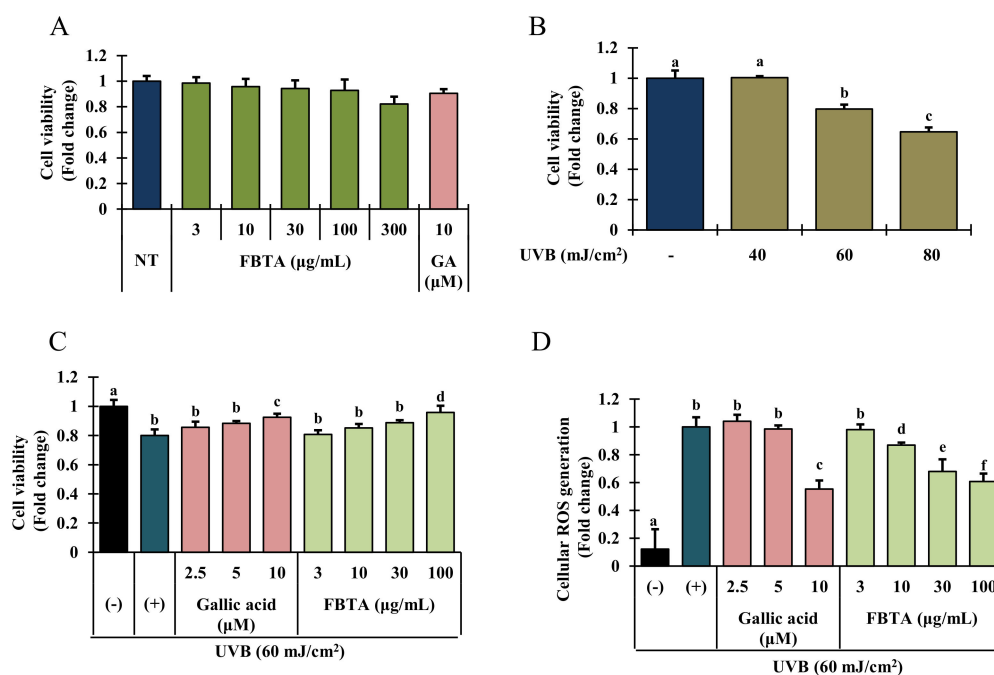 A
Cell viability
(Fold change)
1.2
1
0.8
0.6
0.4
0.2
0
3 10 30 100 300 10
NT FBTA (µg/mL) GA
(µM)
B
Cell viability
(Fold change)
1.2
1
0.8
0.6
0.4
0.2
0
a a b c
UVB (mJ/cm²) - 40 60 80
C
Cell viability
(Fold change)
1.2
1
0.8
0.6
0.4
0.2
0
a b b b c b b b d
2.5 5 10 3 10 30 100
(-) (+) Gallic acid FBTA (µg/mL)
(µM)
UVB (60 mJ/cm²)
D
Cellular ROS generation
(Fold change)
1.2
1
0.8
0.6
0.4
0.2
0
a b b b c b d e f
(-) (+) 2.5 5 10 3 10 30 100
Gallic acid FBTA (µg/mL)
(µM)
UVB (60 mJ/cm²)